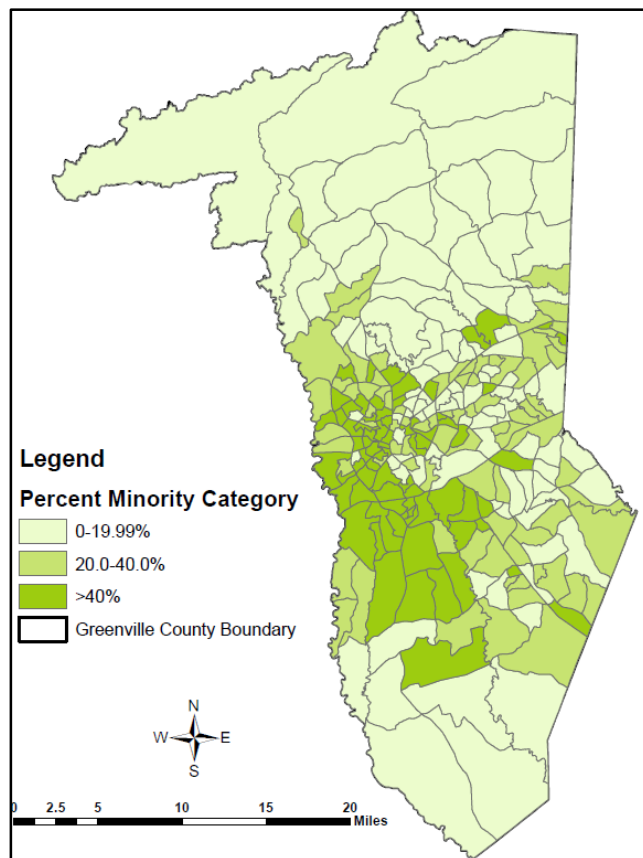 Legend
Percent Minority Category
0-19.99%
20.0-40.0%
>40%
Greenville County Boundary
N
W E
S
0 2.5 5 10 15 20
Miles